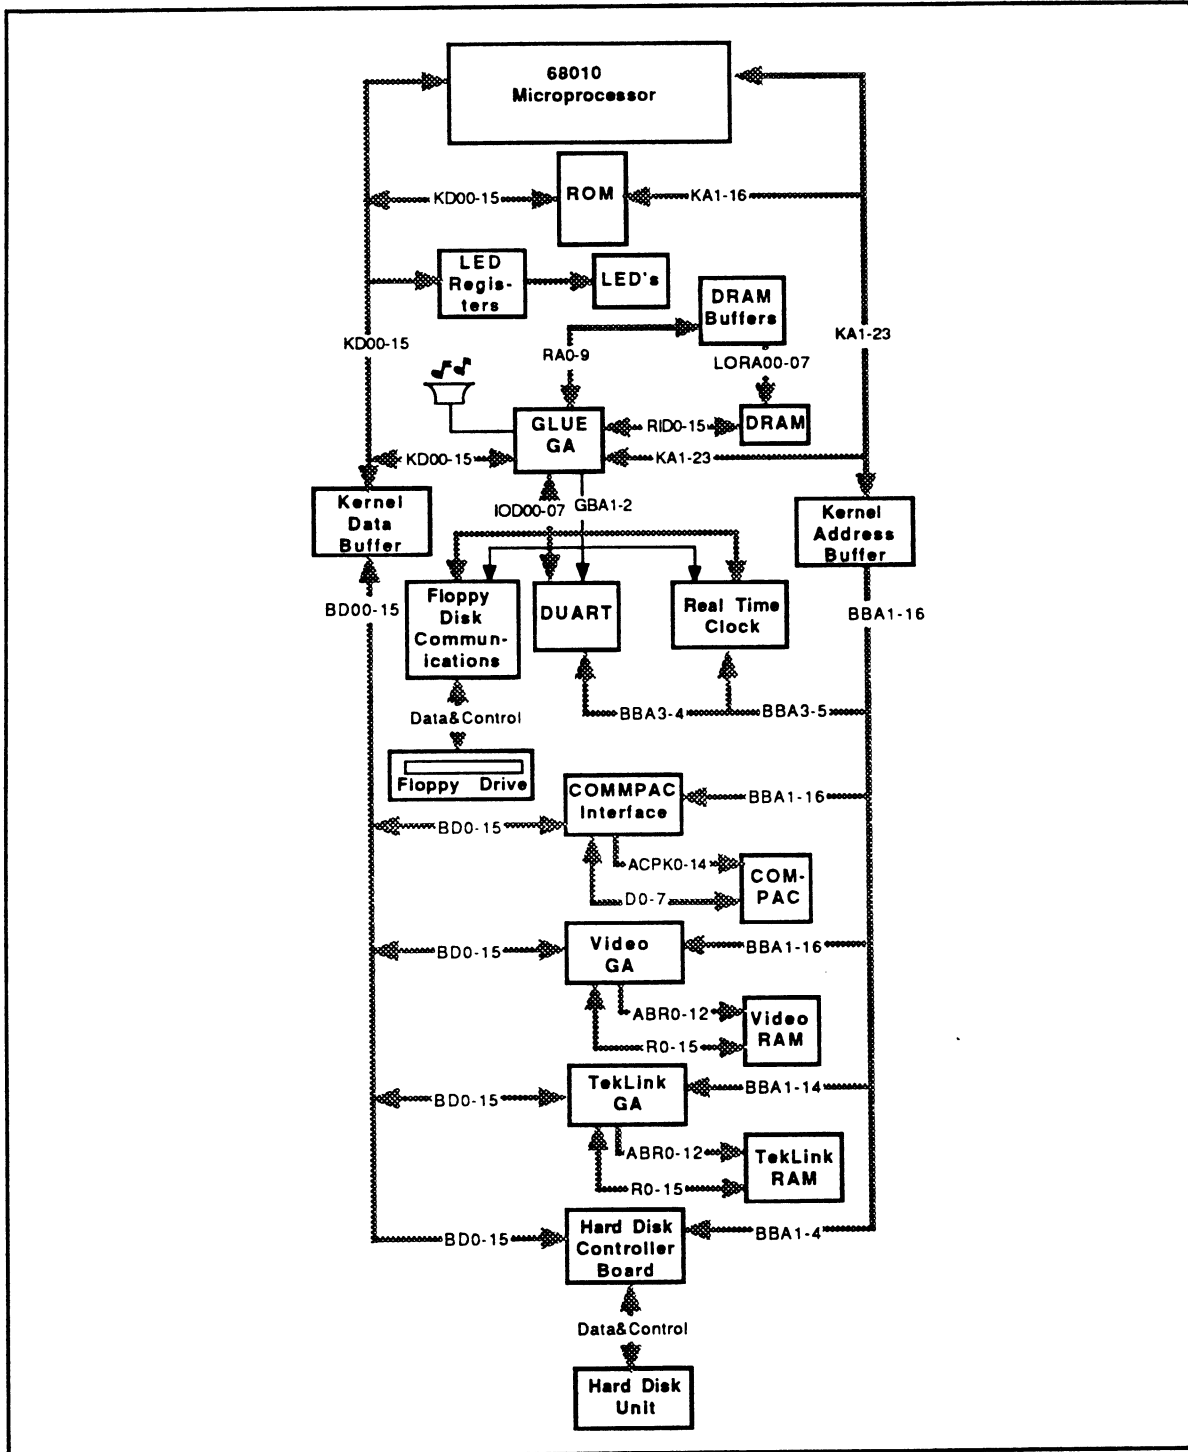 68010
Microprocessor
KD00-15
ROM
KA1-16
LED
Regis-
ters
LED's
DRAM
Buffers
KD00-15
RA0-9
LORA00-07
KA1-23
GLUE
GA
RID0-15
DRAM
KD00-15
KA1-23
Kernel
Data
Buffer
IOD00-07
GBA1-2
Kernel
Address
Buffer
BD00-15
Floppy
Disk
Commun-
ications
DUART
Real Time
Clock
BBA1-16
Data&Control
BBA3-4
BBA3-5
Floppy Drive
COMMPAC
Interface
BBA1-16
BD0-15
ACPK0-14
D0-7
COM-
PAC
BD0-15
Video
GA
BBA1-16
ABR0-12
R0-15
Video
RAM
BD0-15
TekLink
GA
BBA1-14
ABR0-12
R0-15
TekLink
RAM
BD0-15
Hard Disk
Controller
Board
BBA1-4
Data&Control
Hard Disk
Unit